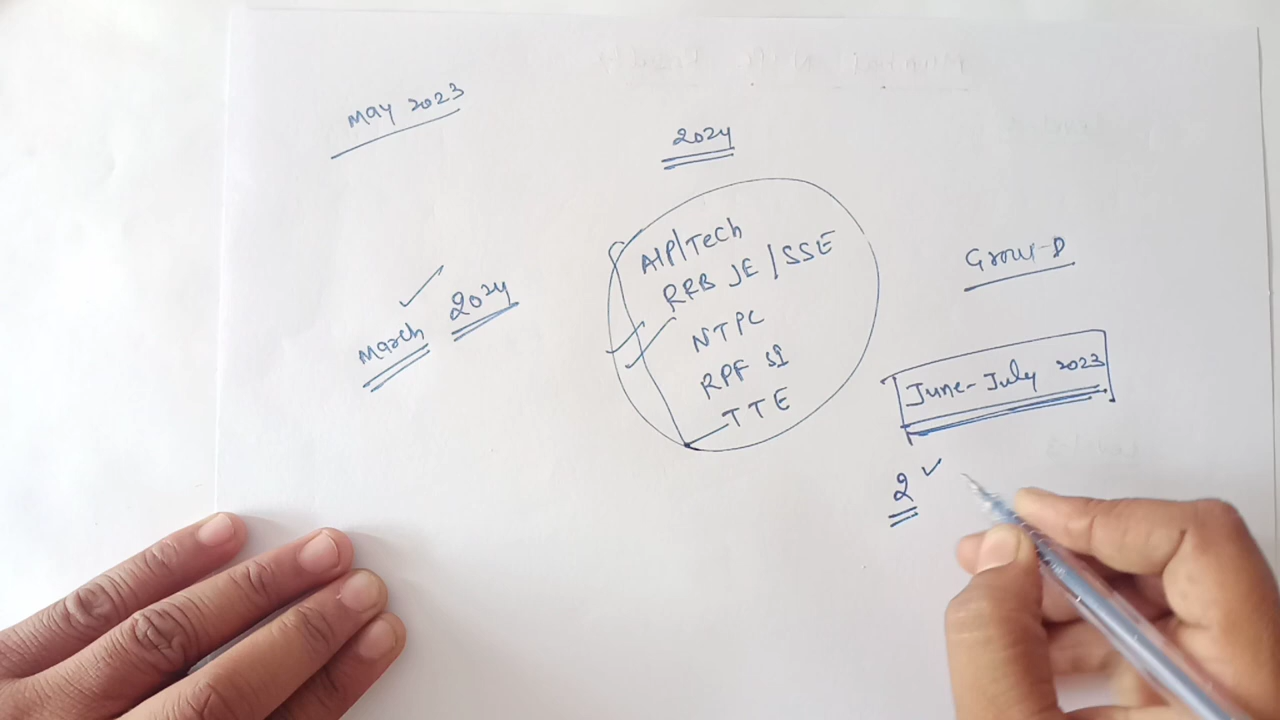 May 2023
2024
March 2024
AlP/Tech
RRB JE/SSE
NTPC
RPF SI
TTE
Group-D
June-July 2023
2